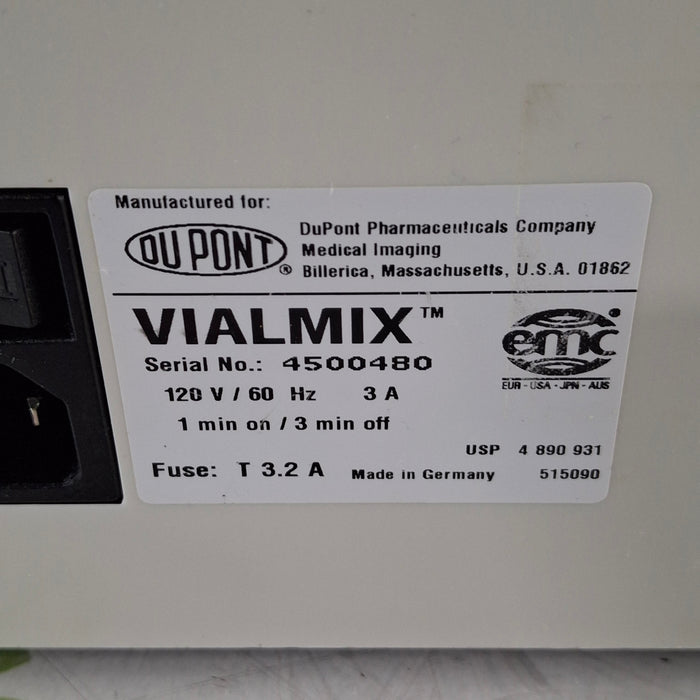 Manufactured for:
DU PONT ®
DuPont Pharmaceuticals Company
Medical Imaging
Billerica, Massachusetts, U.S.A. 01862
VIALMIX™
emc
EUR - USA - JPN - AUS
Serial No.: 4500480
120 V / 60 Hz 3 A
1 min on / 3 min off
USP 4 890 931
Fuse: T 3.2 A Made in Germany 515090